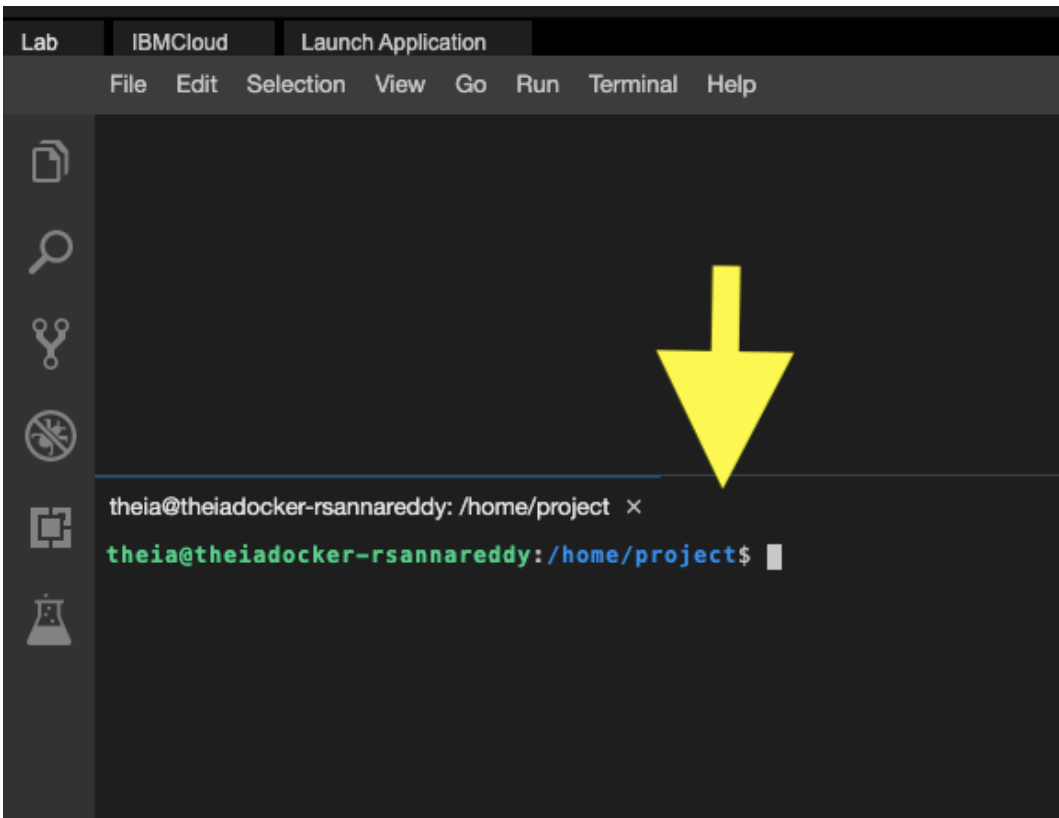 Lab IBMCloud Launch Application
File Edit Selection View Go Run Terminal Help
theia@theiadocker-rsannareddy: /home/project ×
theia@theiadocker-rsannareddy:/home/project$